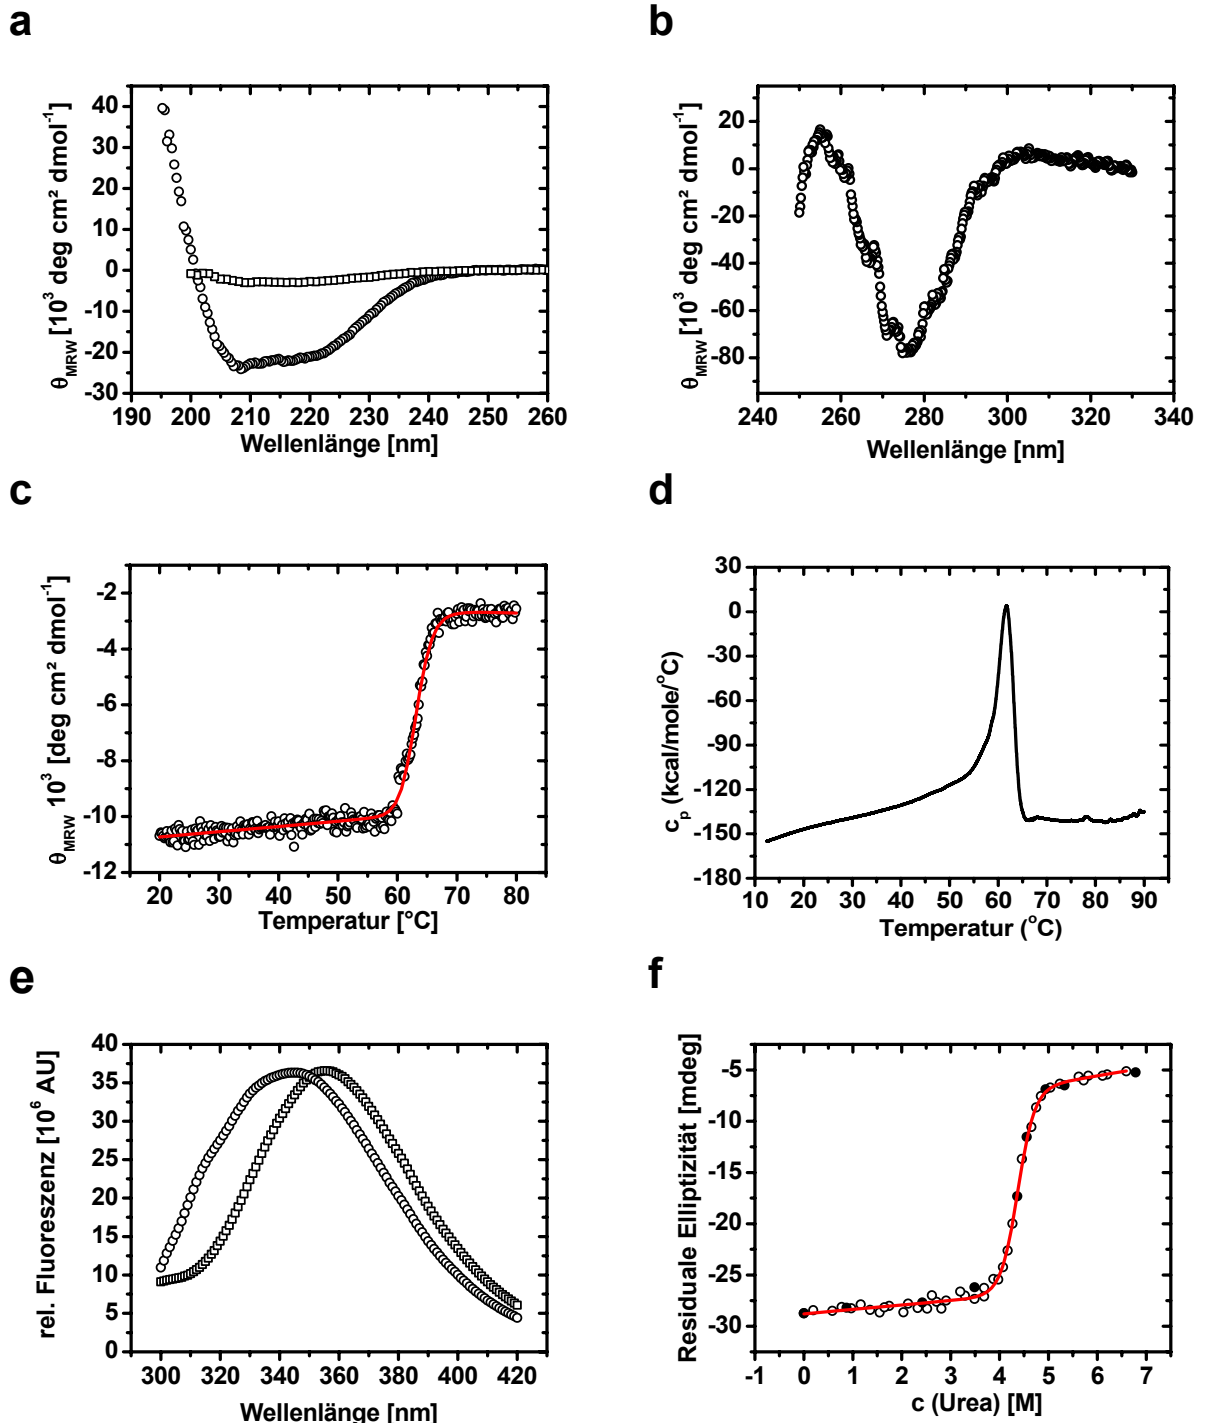 a
b
40
30
20
10
0
-10
-20
-30
190 200 210 220 230 240 250 260
θMRW [10³ deg cm² dmol⁻¹]
Wellenlänge [nm]
20
0
-20
-40
-60
-80
240 260 280 300 320 340
θMRW [10³ deg cm² dmol⁻¹]
Wellenlänge [nm]
c
d
-2
-4
-6
-8
-10
-12
20 30 40 50 60 70 80
θMRW 10³ [deg cm² dmol⁻¹]
Temperatur [°C]
30
0
-30
-60
-90
-120
-150
-180
10 20 30 40 50 60 70 80 90
cp (kcal/mole/°C)
Temperatur (°C)
e
f
40
35
30
25
20
15
10
5
0
300 320 340 360 380 400 420
rel. Fluoreszenz [10⁶ AU]
Wellenlänge [nm]
-5
-10
-15
-20
-25
-30
-1 0 1 2 3 4 5 6 7
Residuale Elliptizität [mdeg]
c (Urea) [M]